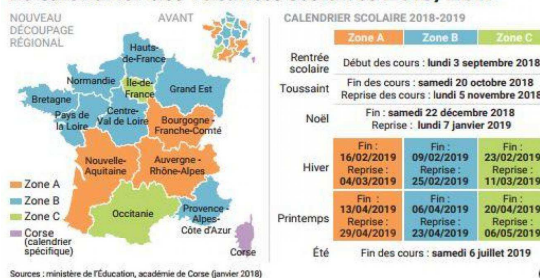 NOUVEAU
DÉCOUPAGE
RÉGIONAL
AVANT
Hauts-
de-France
Normandie
Île-de-
France
Grand Est
Bretagne
Pays de
la Loire
Centre-
Val de Loire
Bourgogne -
Franche-Comté
Nouvelle-
Aquitaine
Auvergne -
Rhône-Alpes
Occitanie
Provence -
Alpes-
Côte d'Azur
Corse
Zone A
Zone B
Zone C
Corse
(calendrier
spécifique)
Sources : ministère de l'Éducation, académie de Corse (janvier 2018)
CALENDRIER SCOLAIRE 2018-2019
Zone A Zone B Zone C
Rentrée
scolaire
Début des cours : lundi 3 septembre 2018
Toussaint
Fin des cours : samedi 20 octobre 2018
Reprise des cours : lundi 5 novembre 2018
Noël
Fin : samedi 22 décembre 2018
Reprise : lundi 7 janvier 2019
Hiver
Fin :
16/02/2019
Reprise :
04/03/2019
Fin :
09/02/2019
Reprise :
25/02/2019
Fin :
23/02/2019
Reprise :
11/03/2019
Printemps
Fin :
13/04/2019
Reprise :
29/04/2019
Fin :
06/04/2019
Reprise :
23/04/2019
Fin :
20/04/2019
Reprise :
06/05/2019
Été
Fin des cours : samedi 6 juillet 2019